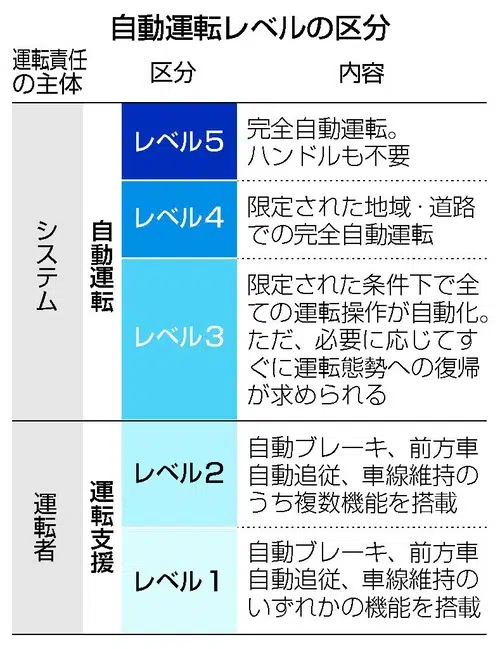 自動運転レベルの区分
運転責任
の主体
区分
内容
システム
自動運転
レベル5
完全自動運転。
ハンドルも不要
レベル4
限定された地域・道路
での完全自動運転
レベル3
限定された条件下で全
ての運転操作が自動化。
ただ、必要に応じてす
ぐに運転態勢への復帰
が求められる
運転者
運転支援
レベル2
自動ブレーキ、前方車
自動追従、車線維持の
うち複数機能を搭載
レベル1
自動ブレーキ、前方車
自動追従、車線維持の
いずれかの機能を搭載